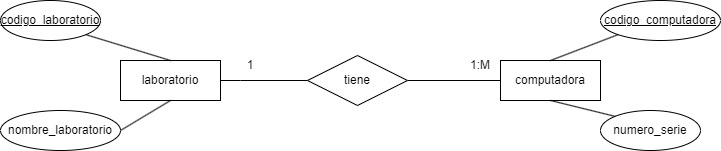 codigo_laboratorio
codigo_computadora
1
1:M
laboratorio
tiene
computadora
nombre_laboratorio
numero_serie